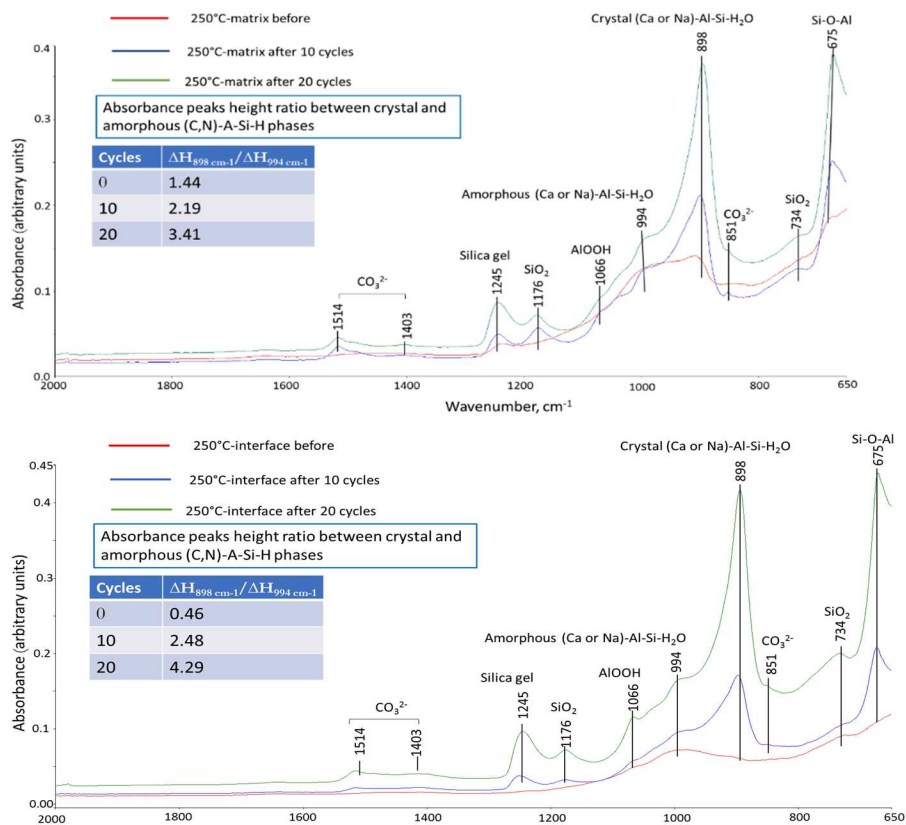 250°C-matrix before
250°C-matrix after 10 cycles
250°C-matrix after 20 cycles
Absorbance peaks height ratio between crystal and
amorphous (C,N)-A-Si-H phases
Cycles ΔH898 cm-1/ΔH994 cm-1
0 1.44
10 2.19
20 3.41
Crystal (Ca or Na)-Al-Si-H₂O
898
Si-O-Al
675
Amorphous (Ca or Na)-Al-Si-H₂O
994
SiO₂
734
CO₃²⁻
851
AlOOH
1066
Silica gel
1245
SiO₂
1176
CO₃²⁻
1514
1403
Absorbance (arbitrary units)
0.4
0.3
0.2
0.1
0.0
2000 1800 1600 1400 1200 1000 800 650
Wavenumber, cm⁻¹
250°C-interface before
250°C-interface after 10 cycles
250°C-interface after 20 cycles
Absorbance peaks height ratio between crystal and
amorphous (C,N)-A-Si-H phases
Cycles ΔH898 cm-1/ΔH994 cm-1
0 0.46
10 2.48
20 4.29
Crystal (Ca or Na)-Al-Si-H₂O
898
Si-O-Al
675
Amorphous (Ca or Na)-Al-Si-H₂O
994
SiO₂
734
CO₃²⁻
851
AlOOH
1066
Silica gel
1245
SiO₂
1176
CO₃²⁻
1514
1403
Absorbance (arbitrary units)
0.45
0.4
0.3
0.2
0.1
0.00
2000 1800 1600 1400 1200 1000 800 650